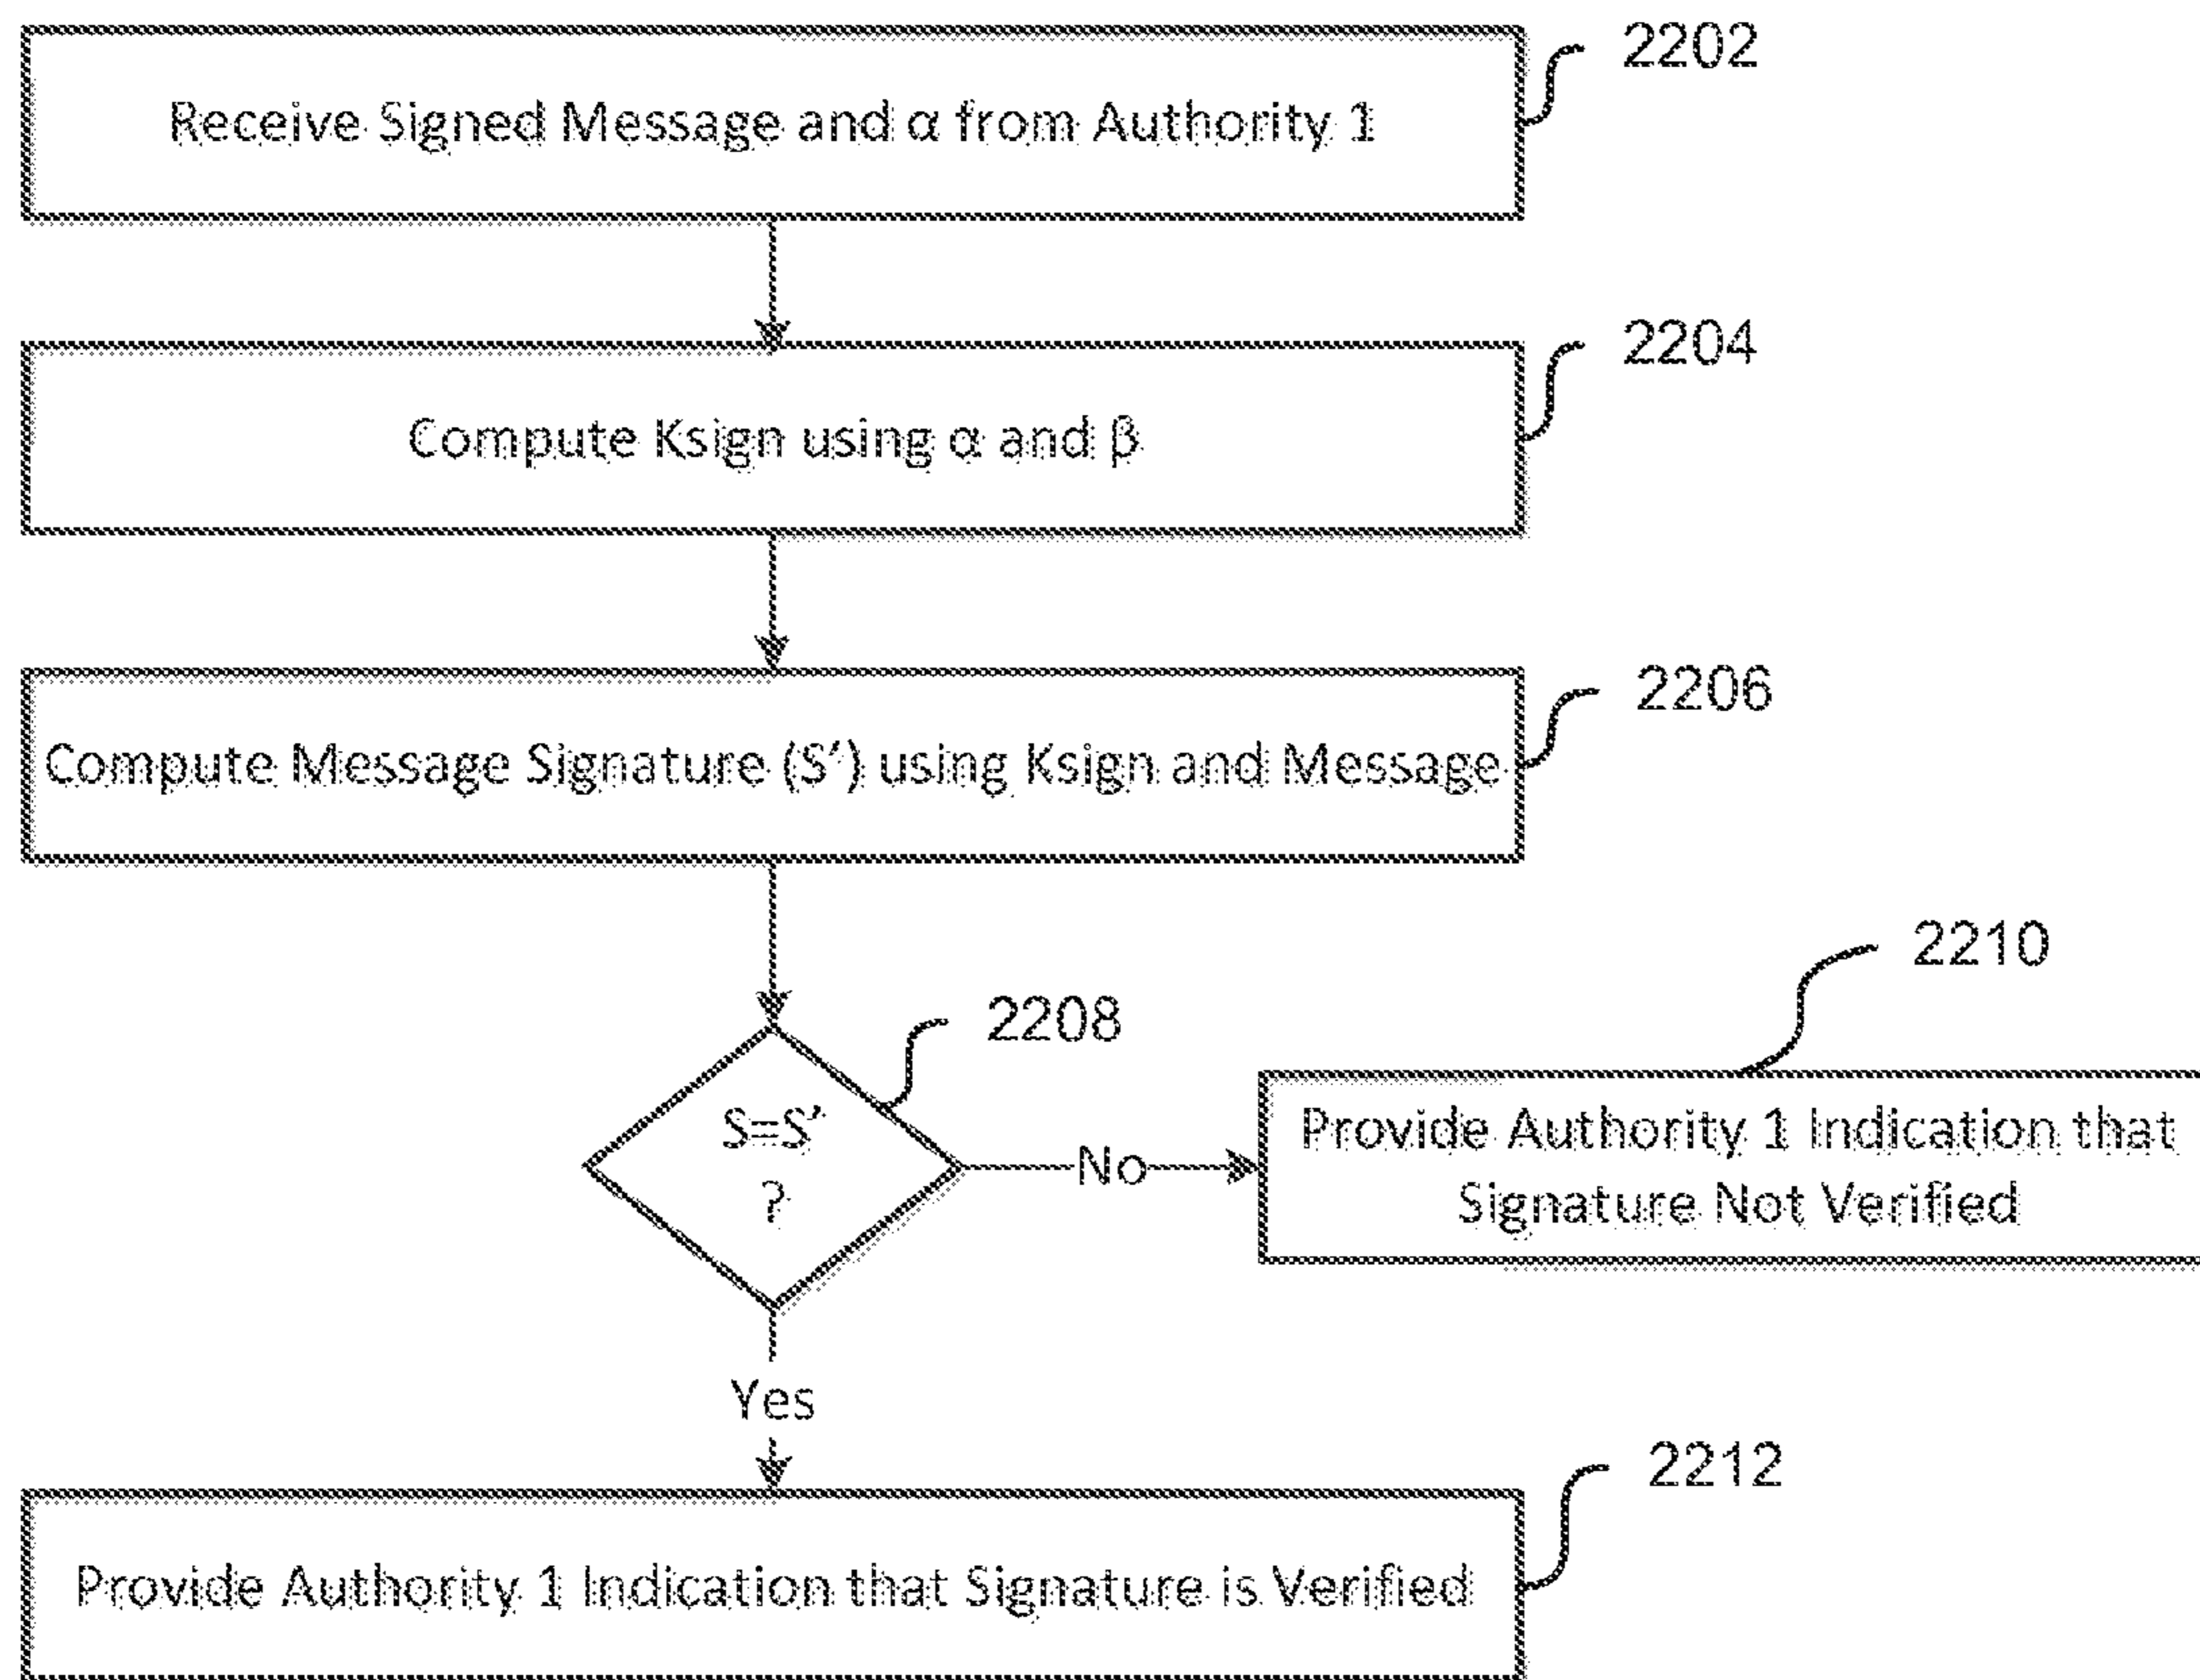 2202
Receive Signed Message and α from Authority 1
2204
Compute Ksign using α and β
2206
Compute Message Signature (S′) using Ksign and Message
2208
S=S’
?
No
2210
Provide Authority 1 Indication that
Signature Not Verified
Yes
2212
Provide Authority 1 Indication that Signature is Verified